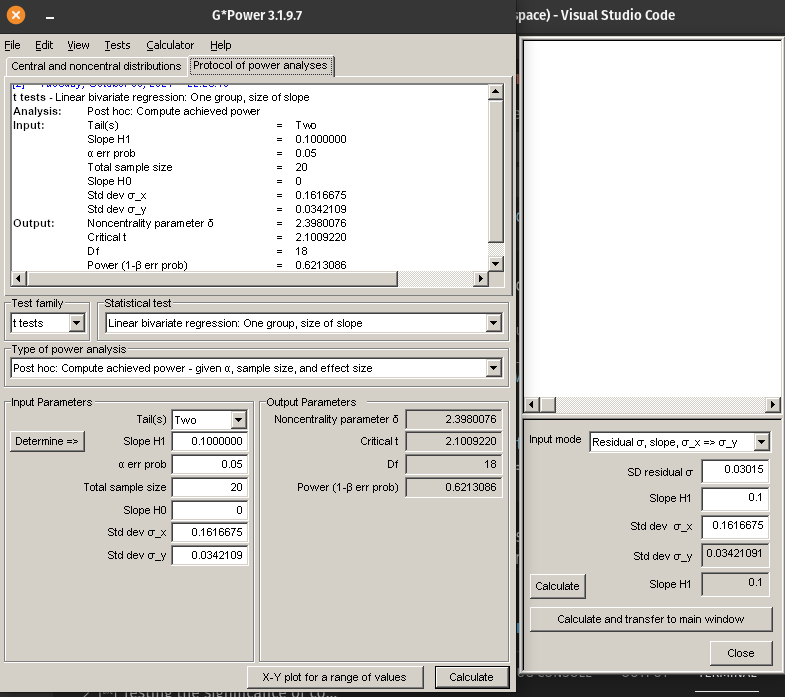 G*Power 3.1.9.7
space) - Visual Studio Code
File Edit View Tests Calculator Help
Central and noncentral distributions Protocol of power analyses
t tests - Linear bivariate regression: One group, size of slope
Analysis: Post hoc: Compute achieved power
Input: Tail(s) = Two
Slope H1 = 0.1000000
α err prob = 0.05
Total sample size = 20
Slope H0 = 0
Std dev σ_x = 0.1616675
Std dev σ_y = 0.0342109
Output: Noncentrality parameter δ = 2.3980076
Critical t = 2.1009220
Df = 18
Power (1-β err prob) = 0.6213086
Test family
Statistical test
t tests
Linear bivariate regression: One group, size of slope
Type of power analysis
Post hoc: Compute achieved power - given α, sample size, and effect size
Input Parameters
Tail(s) Two
Determine => Slope H1 0.1000000
α err prob 0.05
Total sample size 20
Slope H0 0
Std dev σ_x 0.1616675
Std dev σ_y 0.0342109
Output Parameters
Noncentrality parameter δ 2.3980076
Critical t 2.1009220
Df 18
Power (1-β err prob) 0.6213086
X-Y plot for a range of values Calculate
Input mode Residual σ, slope, σ_x => σ_y
SD residual σ 0.03015
Slope H1 0.1
Std dev σ_x 0.1616675
Std dev σ_y 0.03421091
Calculate Slope H1 0.1
Calculate and transfer to main window
Close